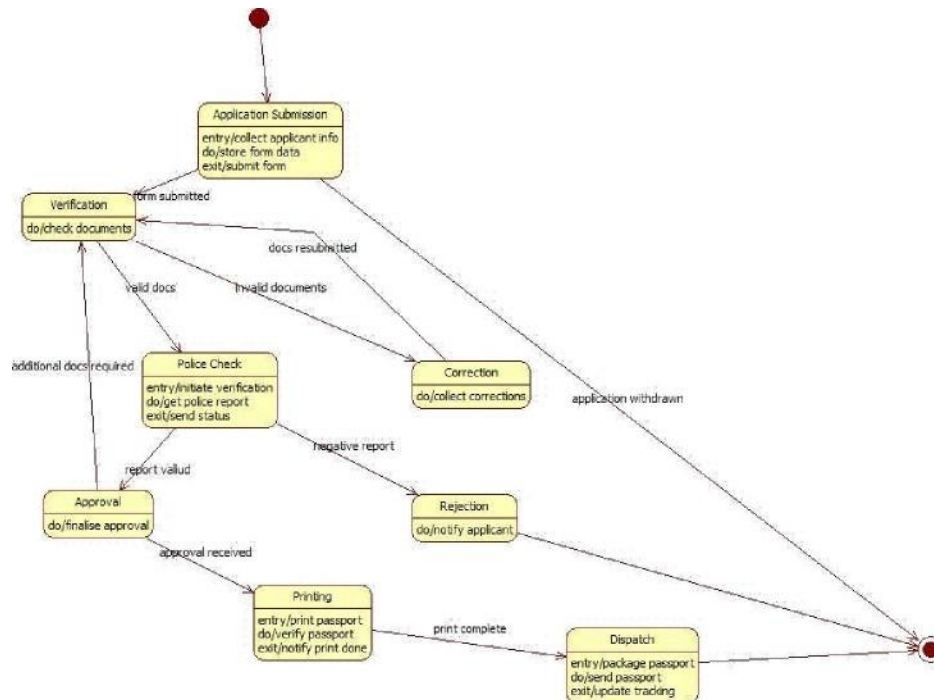 Application Submission
entry/collect applicant info
do/store form data
exit/submit form
form submitted
Verification
do/check documents
docs resubmitted
valid docs
invalid documents
additional docs required
Police Check
entry/initiate verification
do/get police report
exit/send status
Correction
do/collect corrections
application withdrawn
negative report
report valiud
Approval
do/finalise approval
Rejection
do/notify applicant
approval received
Printing
entry/print passport
do/verify passport
exit/notify print done
print complete
Dispatch
entry/package passport
do/send passport
exit/update tracking